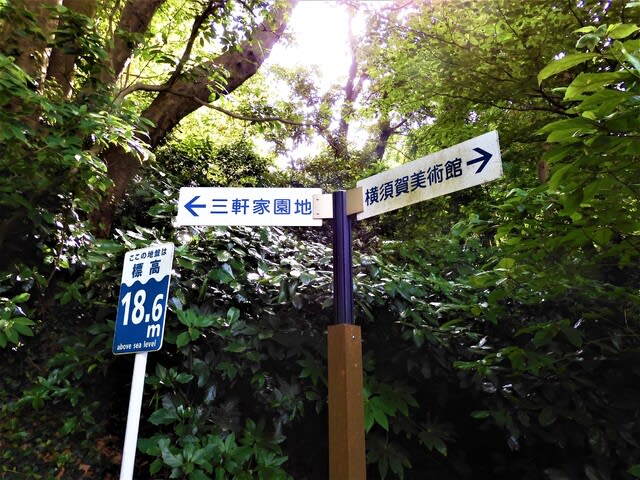 ← 三軒家園地
横須賀美術館 →
ここの地盤は
標高
18.6
m
above sea level